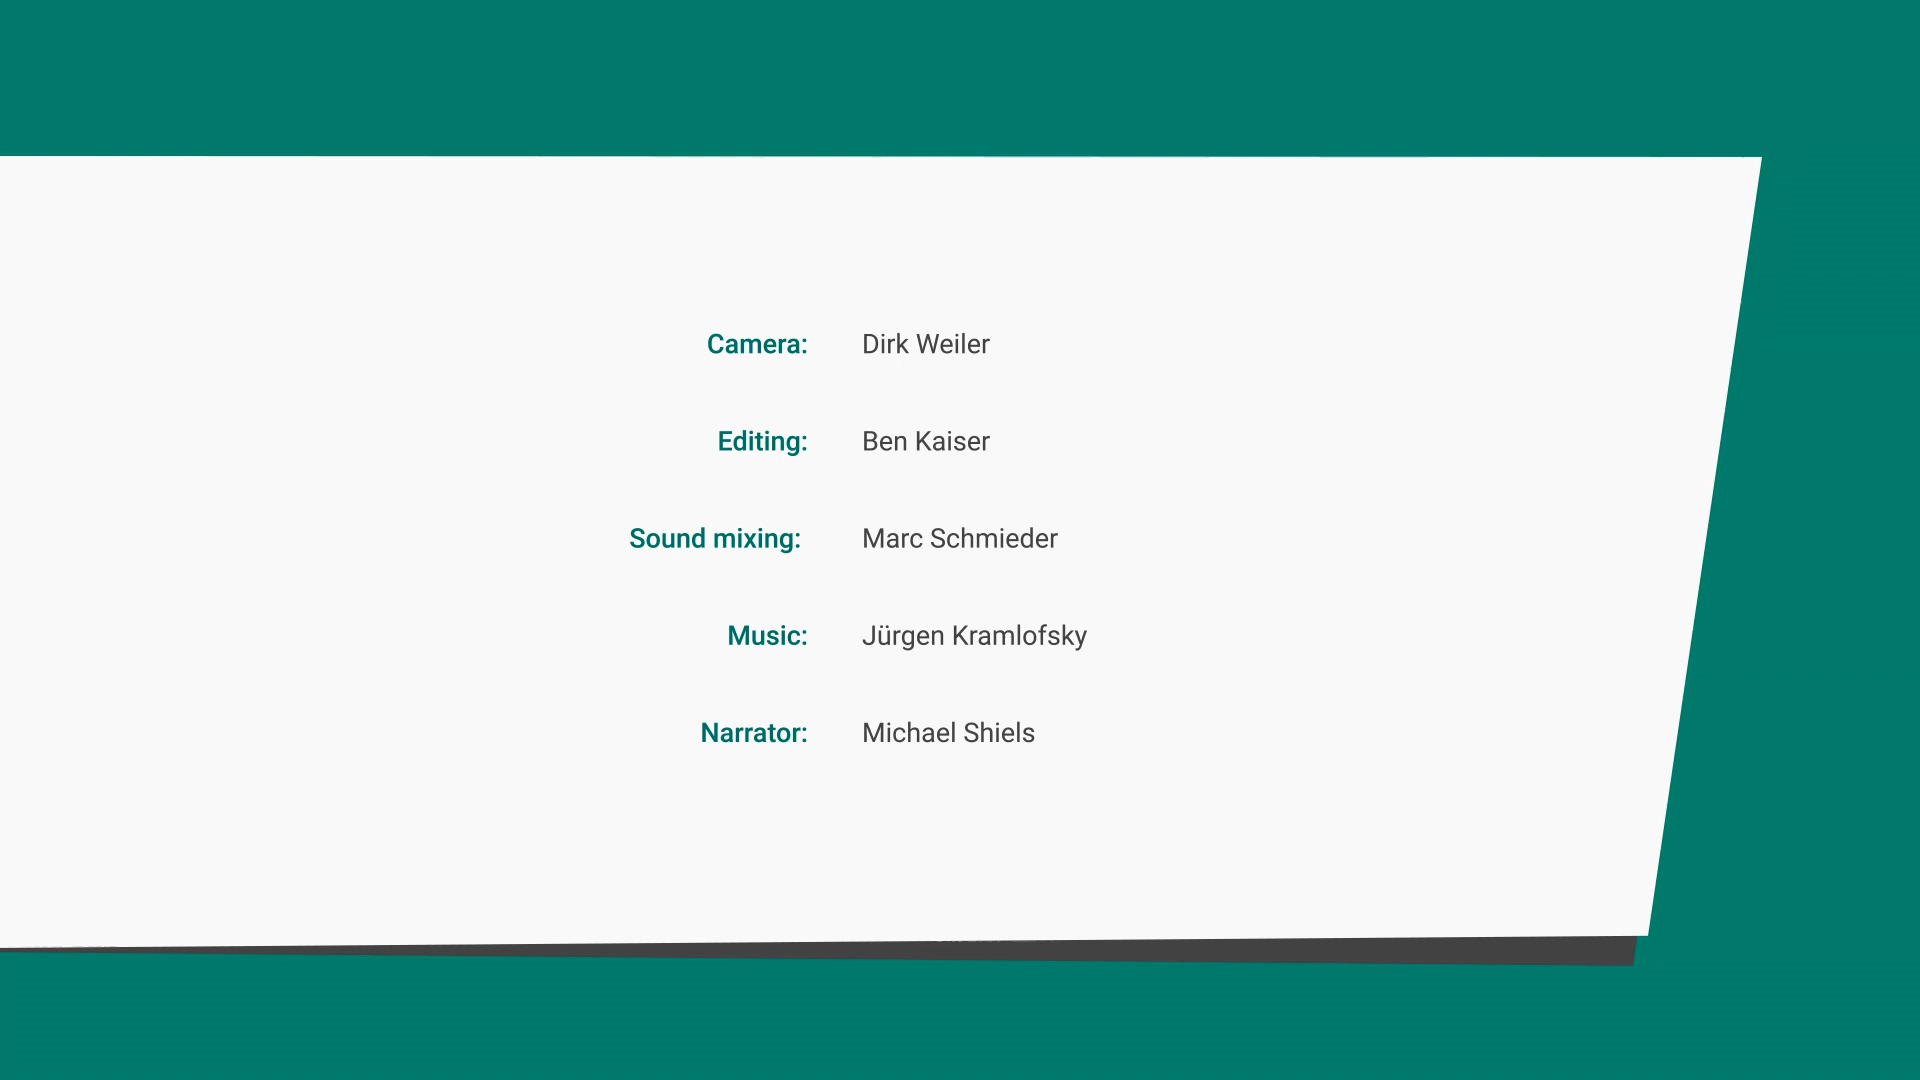 Camera: Dirk Weiler
Editing: Ben Kaiser
Sound mixing: Marc Schmieder
Music: Jürgen Kramlofsky
Narrator: Michael Shiels